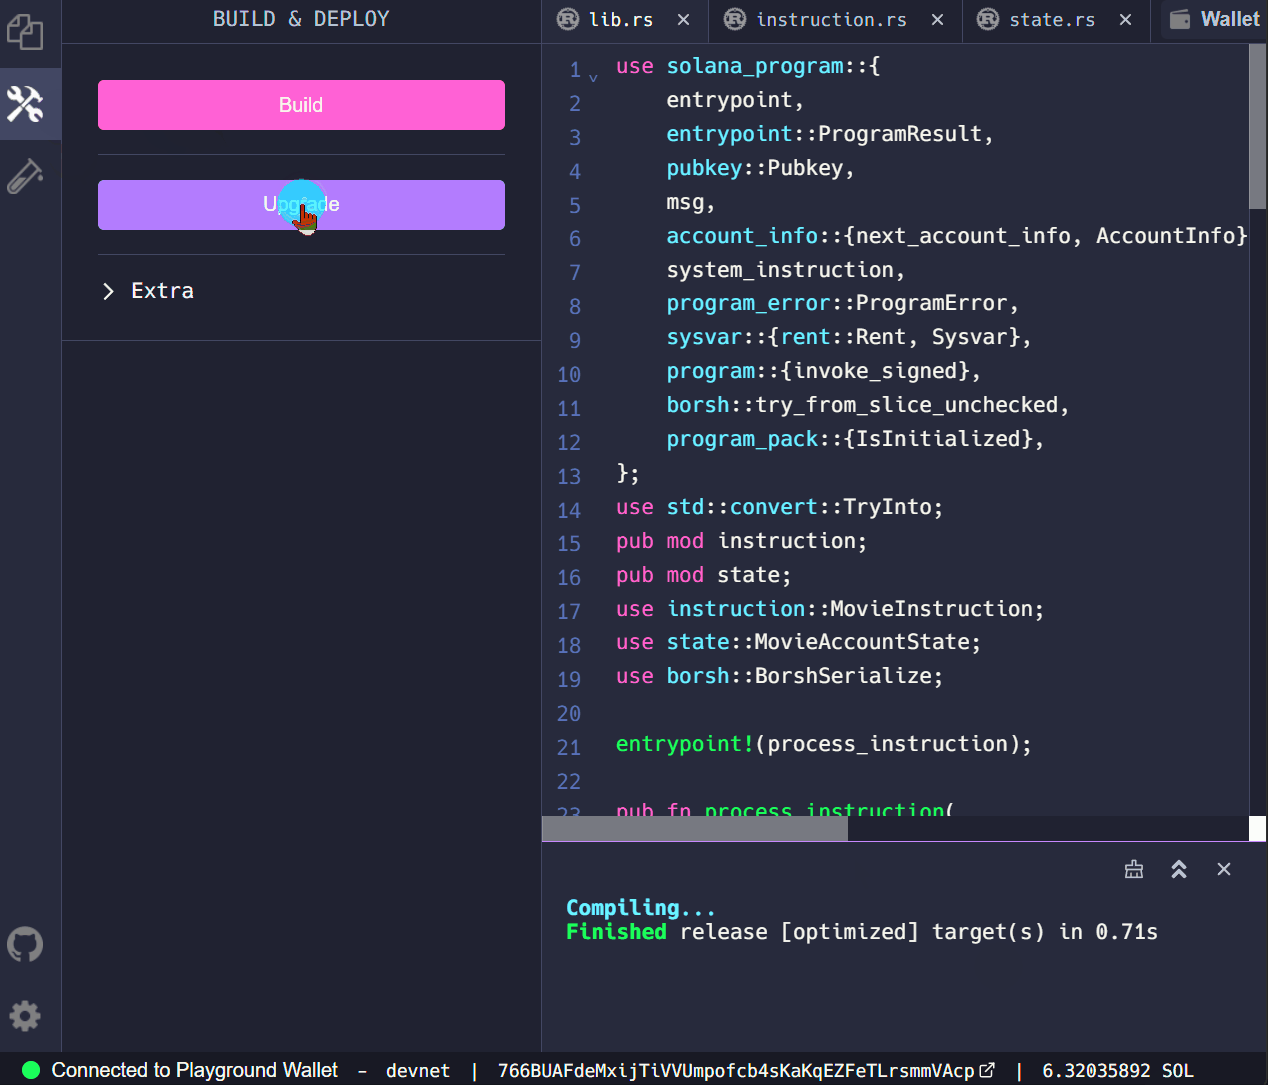 BUILD & DEPLOY
Build
Upgrade
Extra
lib.rs
instruction.rs
state.rs
Wallet
1 use solana_program::{
2 entrypoint,
3 entrypoint::ProgramResult,
4 pubkey::Pubkey,
5 msg,
6 account_info::{next_account_info, AccountInfo}
7 system_instruction,
8 program_error::ProgramError,
9 sysvar::{rent::Rent, Sysvar},
10 program::{invoke_signed},
11 borsh::try_from_slice_unchecked,
12 program_pack::{IsInitialized},
13 };
14 use std::convert::TryInto;
15 pub mod instruction;
16 pub mod state;
17 use instruction::MovieInstruction;
18 use state::MovieAccountState;
19 use borsh::BorshSerialize;
20
21 entrypoint!(process_instruction);
22
23 pub fn process_instruction(
Compiling...
Finished release [optimized] target(s) in 0.71s
Connected to Playground Wallet - devnet | 766BUAFdeMxijTiVVUmpofcb4sKaKqEZFeTLrsmmVAcp | 6.32035892 SOL